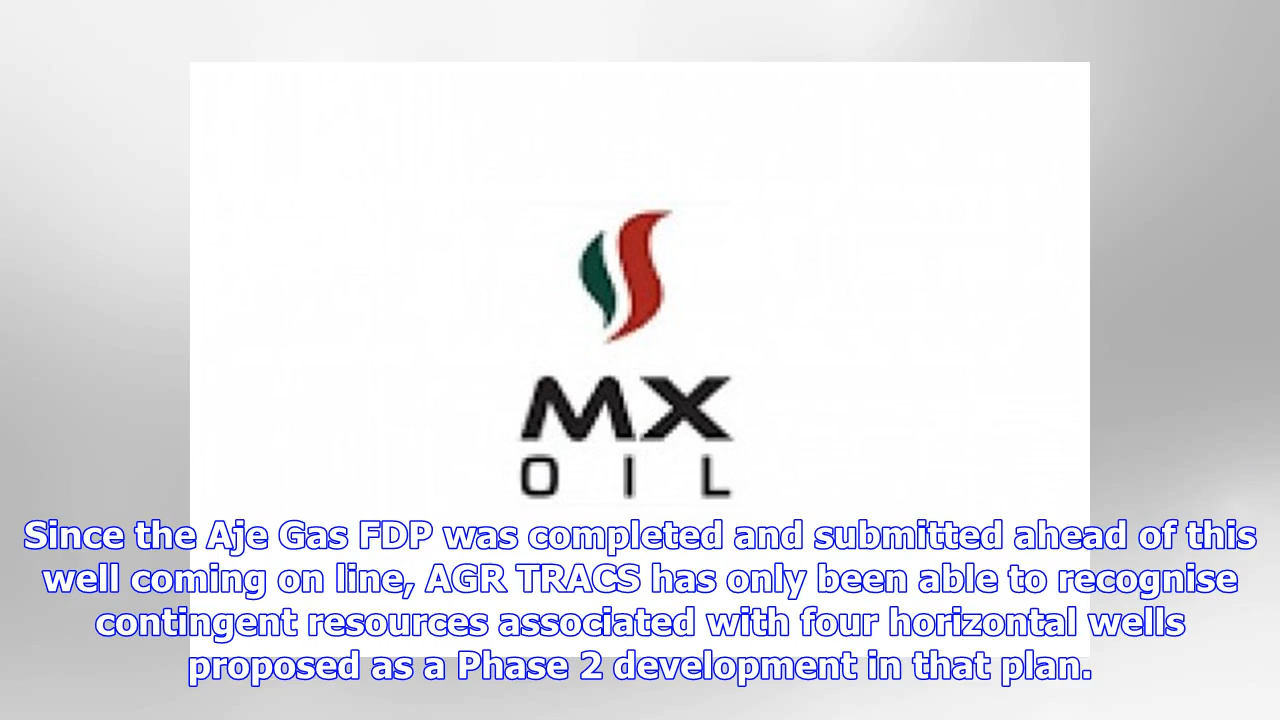 MX
OIL
Since the Aje Gas FDP was completed and submitted ahead of this
well coming on line, AGR TRACS has only been able to recognise
contingent resources associated with four horizontal wells
proposed as a Phase 2 development in that plan.